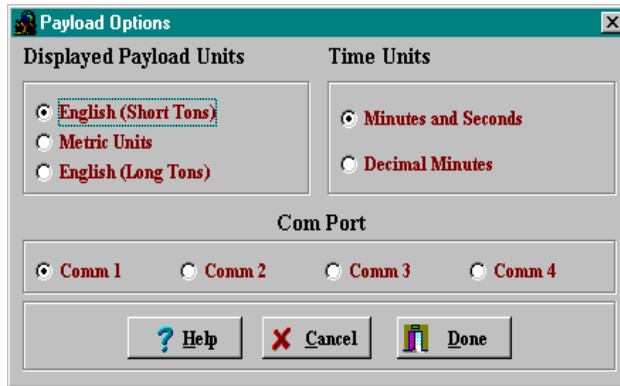 Payload Options
Displayed Payload Units
Time Units
English (Short Tons)
Metric Units
English (Long Tons)
Minutes and Seconds
Decimal Minutes
Com Port
Comm 1 Comm 2 Comm 3 Comm 4
Help Cancel Done